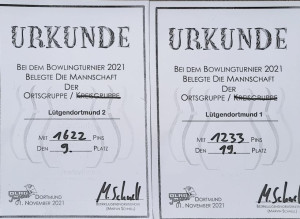 URKUNDE
BEI DEM BOWLINGTURNIER 2021
BELEGTE DIE MANNSCHAFT
DER
ORTSGRUPPE / KREISGRUPPE
Lütgendortmund 2
MIT 1622 PINS
DEN 9. PLATZ
DORTMUND
01. NOVEMBER 2021
M. Schnell
URKUNDE
BEI DEM BOWLINGTURNIER 2021
BELEGTE DIE MANNSCHAFT
DER
ORTSGRUPPE / KREISGRUPPE
Lütgendortmund 1
MIT 1233 PINS
DEN 19. PLATZ
DORTMUND
01. NOVEMBER 2021
M. Schnell